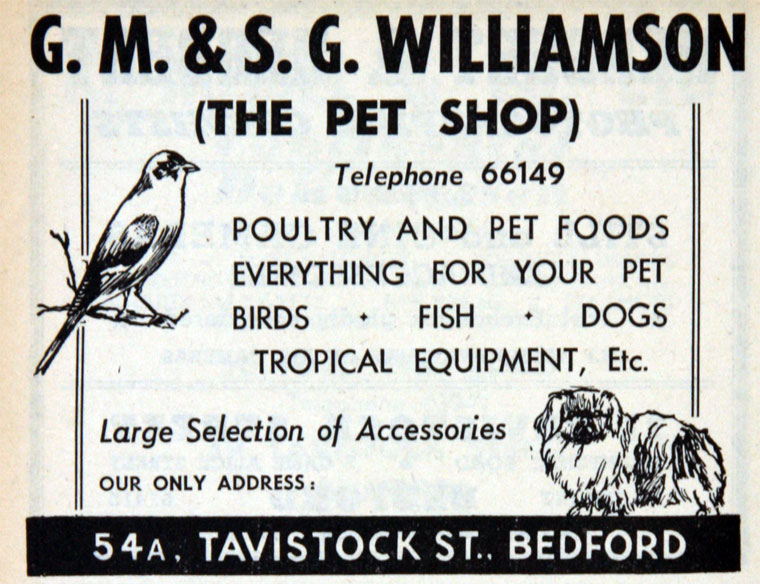 G. M. & S. G. WILLIAMSON
(THE PET SHOP)
Telephone 66149
POULTRY AND PET FOODS
EVERYTHING FOR YOUR PET
BIRDS · FISH · DOGS
TROPICAL EQUIPMENT, Etc.
Large Selection of Accessories
OUR ONLY ADDRESS:
54A, TAVISTOCK ST., BEDFORD